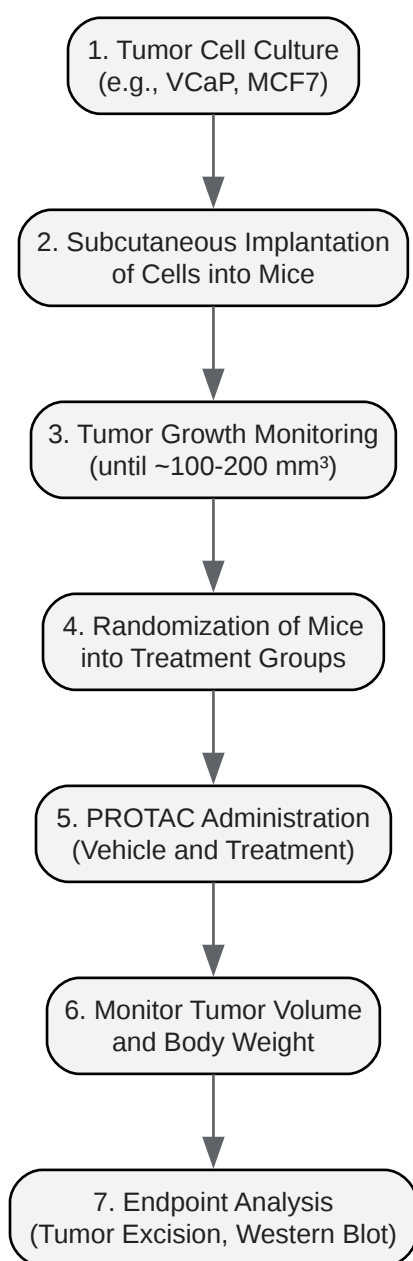 1. Tumor Cell Culture
(e.g., VCaP, MCF7)
2. Subcutaneous Implantation
of Cells into Mice
3. Tumor Growth Monitoring
(until ~100-200 mm³)
4. Randomization of Mice
into Treatment Groups
5. PROTAC Administration
(Vehicle and Treatment)
6. Monitor Tumor Volume
and Body Weight
7. Endpoint Analysis
(Tumor Excision, Western Blot)